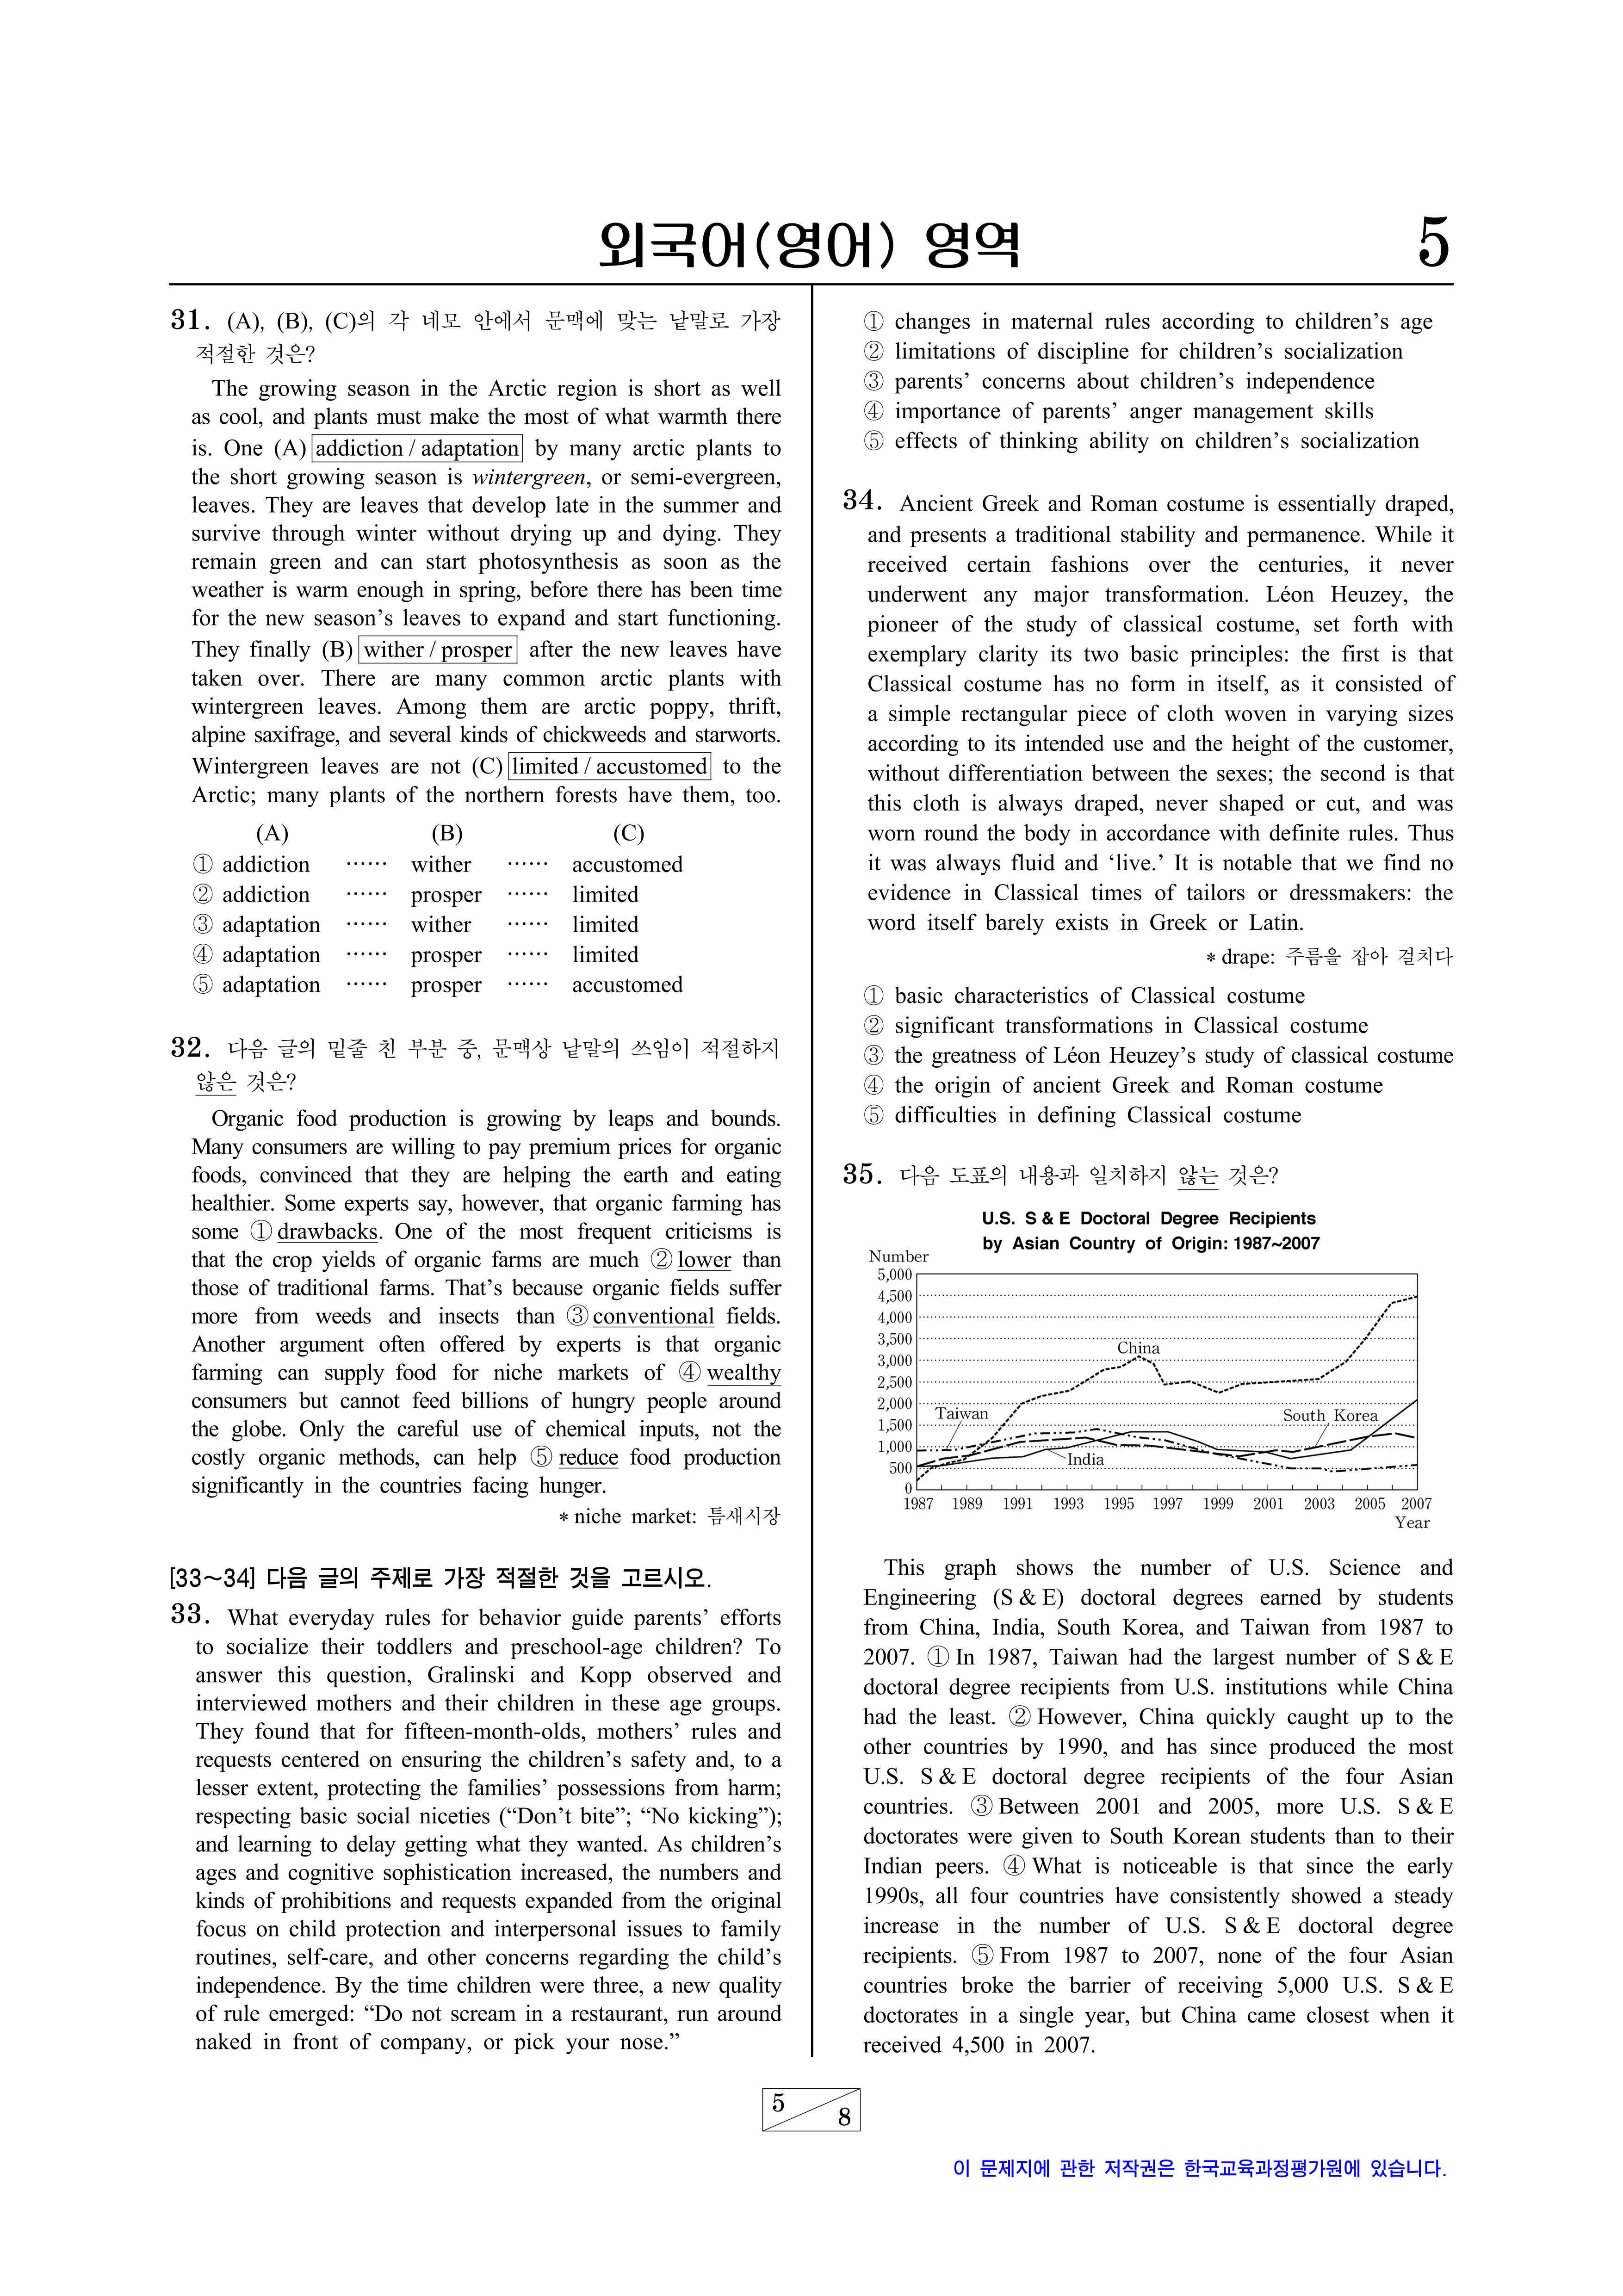 외국어(영어) 영역
5
31. (A), (B), (C)의 각 네모 안에서 문맥에 맞는 낱말로 가장
적절한 것은?
The growing season in the Arctic region is short as well
as cool, and plants must make the most of what warmth there
is. One (A) addiction / adaptation by many arctic plants to
the short growing season is wintergreen, or semi-evergreen,
leaves. They are leaves that develop late in the summer and
survive through winter without drying up and dying. They
remain green and can start photosynthesis as soon as the
weather is warm enough in spring, before there has been time
for the new season's leaves to expand and start functioning.
They finally (B) wither / prosper after the new leaves have
taken over. There are many common arctic plants with
wintergreen leaves. Among them are arctic poppy, thrift,
alpine saxifrage, and several kinds of chickweeds and starworts.
Wintergreen leaves are not (C) limited / accustomed to the
Arctic; many plants of the northern forests have them, too.
(A) (B) (C)
① addiction …… wither …… accustomed
② addiction …… prosper …… limited
③ adaptation …… wither …… limited
④ adaptation …… prosper …… limited
⑤ adaptation …… prosper …… accustomed
32. 다음 글의 밑줄 친 부분 중, 문맥상 낱말의 쓰임이 적절하지
않은 것은?
Organic food production is growing by leaps and bounds.
Many consumers are willing to pay premium prices for organic
foods, convinced that they are helping the earth and eating
healthier. Some experts say, however, that organic farming has
some ① drawbacks. One of the most frequent criticisms is
that the crop yields of organic farms are much ② lower than
those of traditional farms. That's because organic fields suffer
more from weeds and insects than ③ conventional fields.
Another argument often offered by experts is that organic
farming can supply food for niche markets of ④ wealthy
consumers but cannot feed billions of hungry people around
the globe. Only the careful use of chemical inputs, not the
costly organic methods, can help ⑤ reduce food production
significantly in the countries facing hunger.
* niche market: 틈새시장
[33~34] 다음 글의 주제로 가장 적절한 것을 고르시오.
33. What everyday rules for behavior guide parents' efforts
to socialize their toddlers and preschool-age children? To
answer this question, Gralinski and Kopp observed and
interviewed mothers and their children in these age groups.
They found that for fifteen-month-olds, mothers' rules and
requests centered on ensuring the children's safety and, to a
lesser extent, protecting the families' possessions from harm;
respecting basic social niceties ("Don't bite"; "No kicking");
and learning to delay getting what they wanted. As children's
ages and cognitive sophistication increased, the numbers and
kinds of prohibitions and requests expanded from the original
focus on child protection and interpersonal issues to family
routines, self-care, and other concerns regarding the child's
independence. By the time children were three, a new quality
of rule emerged: "Do not scream in a restaurant, run around
naked in front of company, or pick your nose."
① changes in maternal rules according to children's age
② limitations of discipline for children's socialization
③ parents' concerns about children's independence
④ importance of parents' anger management skills
⑤ effects of thinking ability on children's socialization
34. Ancient Greek and Roman costume is essentially draped,
and presents a traditional stability and permanence. While it
received certain fashions over the centuries, it never
underwent any major transformation. Léon Heuzey, the
pioneer of the study of classical costume, set forth with
exemplary clarity its two basic principles: the first is that
Classical costume has no form in itself, as it consisted of
a simple rectangular piece of cloth woven in varying sizes
according to its intended use and the height of the customer,
without differentiation between the sexes; the second is that
this cloth is always draped, never shaped or cut, and was
worn round the body in accordance with definite rules. Thus
it was always fluid and 'live.' It is notable that we find no
evidence in Classical times of tailors or dressmakers: the
word itself barely exists in Greek or Latin.
* drape: 주름을 잡아 걸치다
① basic characteristics of Classical costume
② significant transformations in Classical costume
③ the greatness of Léon Heuzey's study of classical costume
④ the origin of ancient Greek and Roman costume
⑤ difficulties in defining Classical costume
35. 다음 도표의 내용과 일치하지 않는 것은?
U.S. S & E Doctoral Degree Recipients
by Asian Country of Origin: 1987~2007
Number
5,000
4,500
4,000
3,500
3,000
2,500
2,000
1,500
1,000
500
0
China
Taiwan
South Korea
India
1987 1989 1991 1993 1995 1997 1999 2001 2003 2005 2007
Year
This graph shows the number of U.S. Science and
Engineering (S & E) doctoral degrees earned by students
from China, India, South Korea, and Taiwan from 1987 to
2007. ① In 1987, Taiwan had the largest number of S & E
doctoral degree recipients from U.S. institutions while China
had the least. ② However, China quickly caught up to the
other countries by 1990, and has since produced the most
U.S. S & E doctoral degree recipients of the four Asian
countries. ③ Between 2001 and 2005, more U.S. S & E
doctorates were given to South Korean students than to their
Indian peers. ④ What is noticeable is that since the early
1990s, all four countries have consistently showed a steady
increase in the number of U.S. S & E doctoral degree
recipients. ⑤ From 1987 to 2007, none of the four Asian
countries broke the barrier of receiving 5,000 U.S. S & E
doctorates in a single year, but China came closest when it
received 4,500 in 2007.
5
8
이 문제지에 관한 저작권은 한국교육과정평가원에 있습니다.